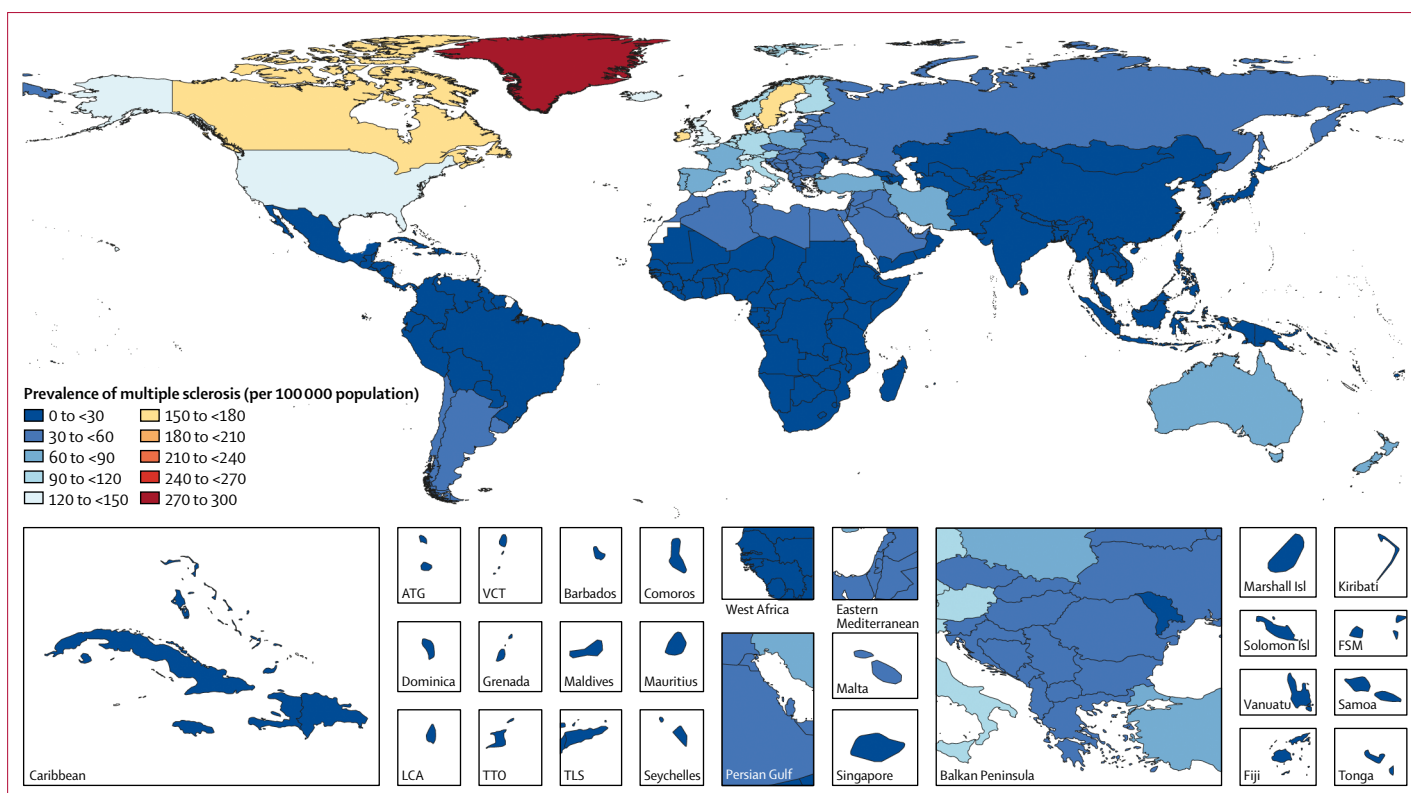 Prevalence of multiple sclerosis (per 100 000 population)
0 to <30
30 to <60
60 to <90
90 to <120
120 to <150
150 to <180
180 to <210
210 to <240
240 to <270
270 to 300
Caribbean
ATG
VCT
Barbados
Comoros
Dominica
Grenada
Maldives
Mauritius
LCA
TTO
TLS
Seychelles
West Africa
Eastern
Mediterranean
Persian Gulf
Malta
Singapore
Balkan Peninsula
Marshall Isl
Kiribati
Solomon Isl
FSM
Vanuatu
Samoa
Fiji
Tonga